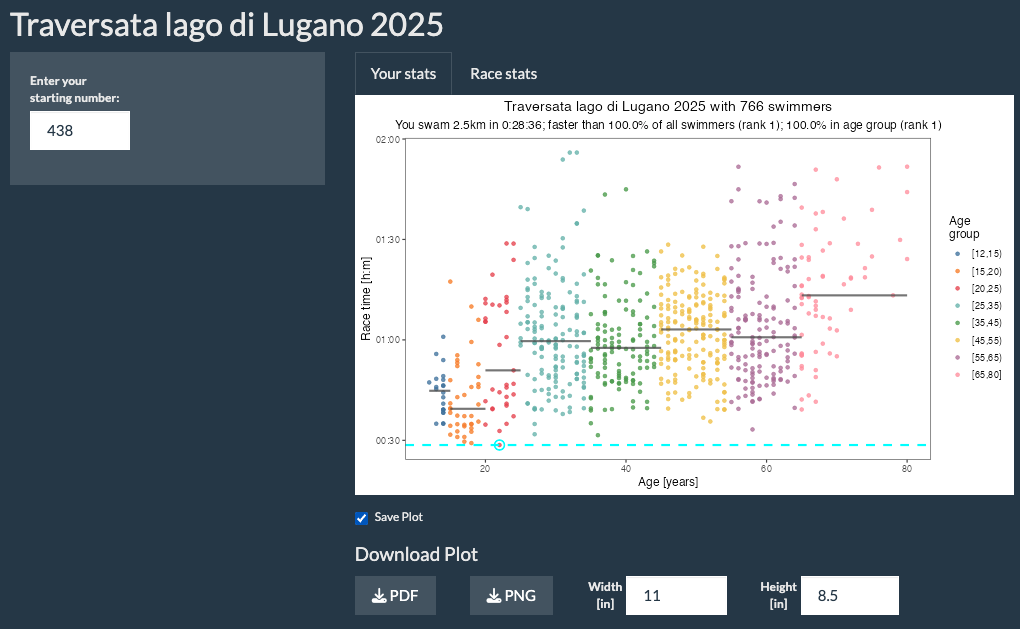 Traversata lago di Lugano 2025
Enter your
starting number:
438
Your stats
Race stats
Traversata lago di Lugano 2025 with 766 swimmers
You swam 2.5km in 0:28:36; faster than 100.0% of all swimmers (rank 1); 100.0% in age group (rank 1)
Race time [h:m]
02:00
01:30
01:00
00:30
20
40
60
80
Age [years]
Age
group
[12,15)
[15,20)
[20,25)
[25,35)
[35,45)
[45,55)
[55,65)
[65,80]
Save Plot
Download Plot
PDF
PNG
Width
[in]
11
Height
[in]
8.5